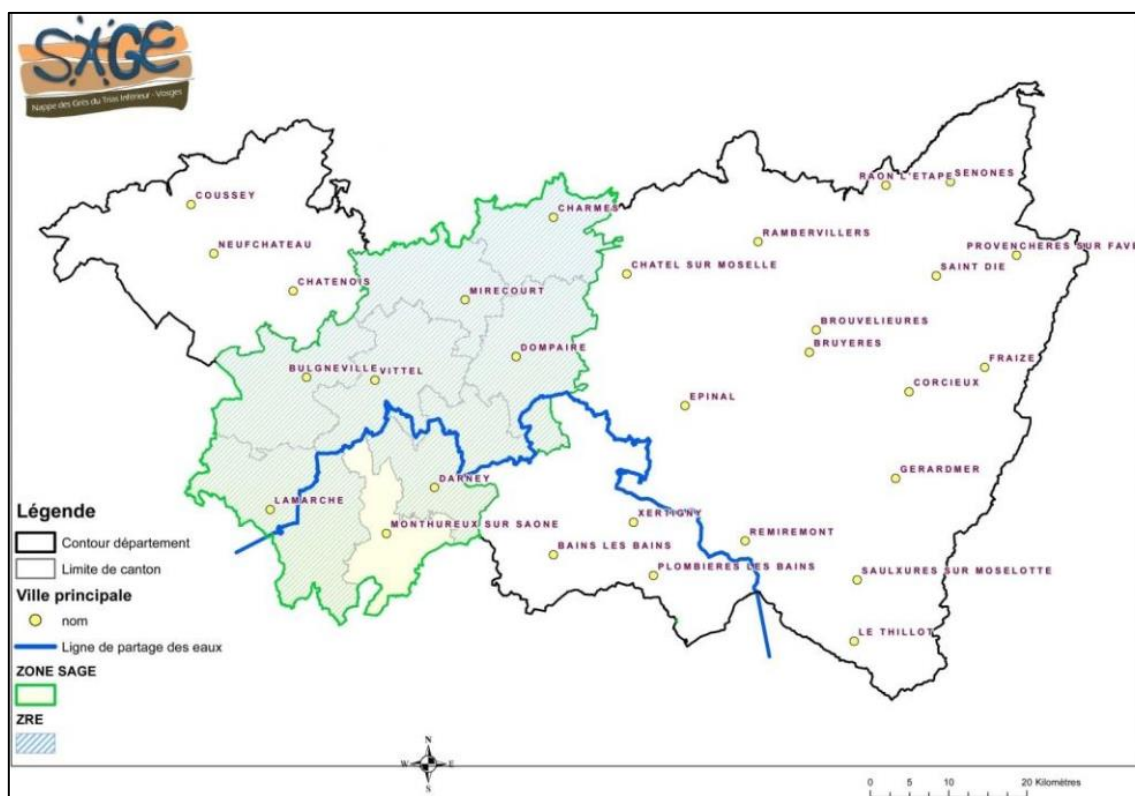 SAGE
Nappe des Grès du Trias Inférieur - Vosges
COUSSEY
NEUFCHATEAU
CHATENOIS
CHARMES
MIRECOURT
DOMPAIRE
BULGNEVILLE
VITTEL
RAON L'ETAPE
SENONES
RAMBERVILLERS
PROVENCHERES SUR FAVE
CHATEL SUR MOSELLE
SAINT DIE
BROUVELIEURES
BRUYERES
FRAIZE
CORCIEUX
EPINAL
GERARDMER
DARNEY
LAMARCHE
MONTHUREUX SUR SAONE
XERTIGNY
REMIREMONT
BAINS LES BAINS
PLOMBIERES LES BAINS
SAULXURES SUR MOSELOTTE
LE THILLOT
Légende
Contour département
Limite de canton
Ville principale
nom
Ligne de partage des eaux
ZONE SAGE
ZRE
N
W E
S
0 5 10 20 Kilomètres